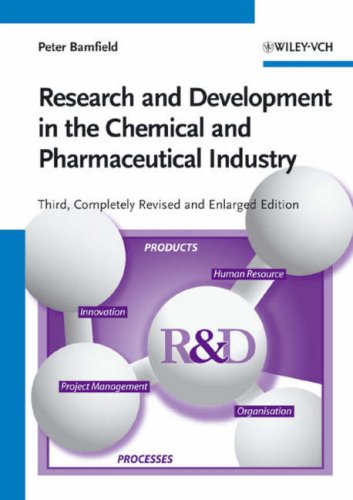 Peter Bamfield
WILEY-VCH
Research and Development
in the Chemical and
Pharmaceutical Industry
Third, Completely Revised and Enlarged Edition
PRODUCTS
Human Resource
Innovation
R&D
Project Management
Organisation
PROCESSES